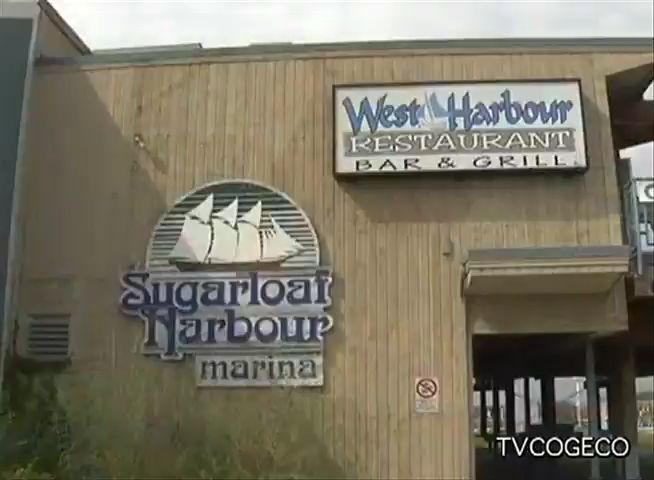 West Harbour
RESTAURANT
BAR & GRILL
Sugarloaf
Harbour
marina
TVCOGECO